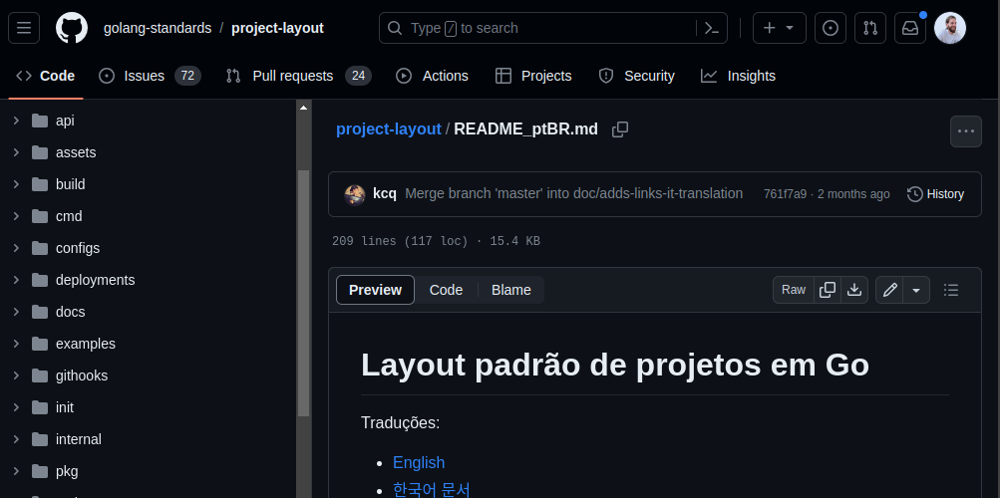 golang-standards / project-layout
Type / to search
Code Issues 72 Pull requests 24 Actions Projects Security Insights
api
assets
build
cmd
configs
deployments
docs
examples
githooks
init
internal
pkg
project-layout / README_ptBR.md
kcq Merge branch 'master' into doc/adds-links-it-translation 761f7a9 · 2 months ago History
209 lines (117 loc) · 15.4 KB
Preview Code Blame Raw
Layout padrão de projetos em Go
Traduções:
English
한국어 문서